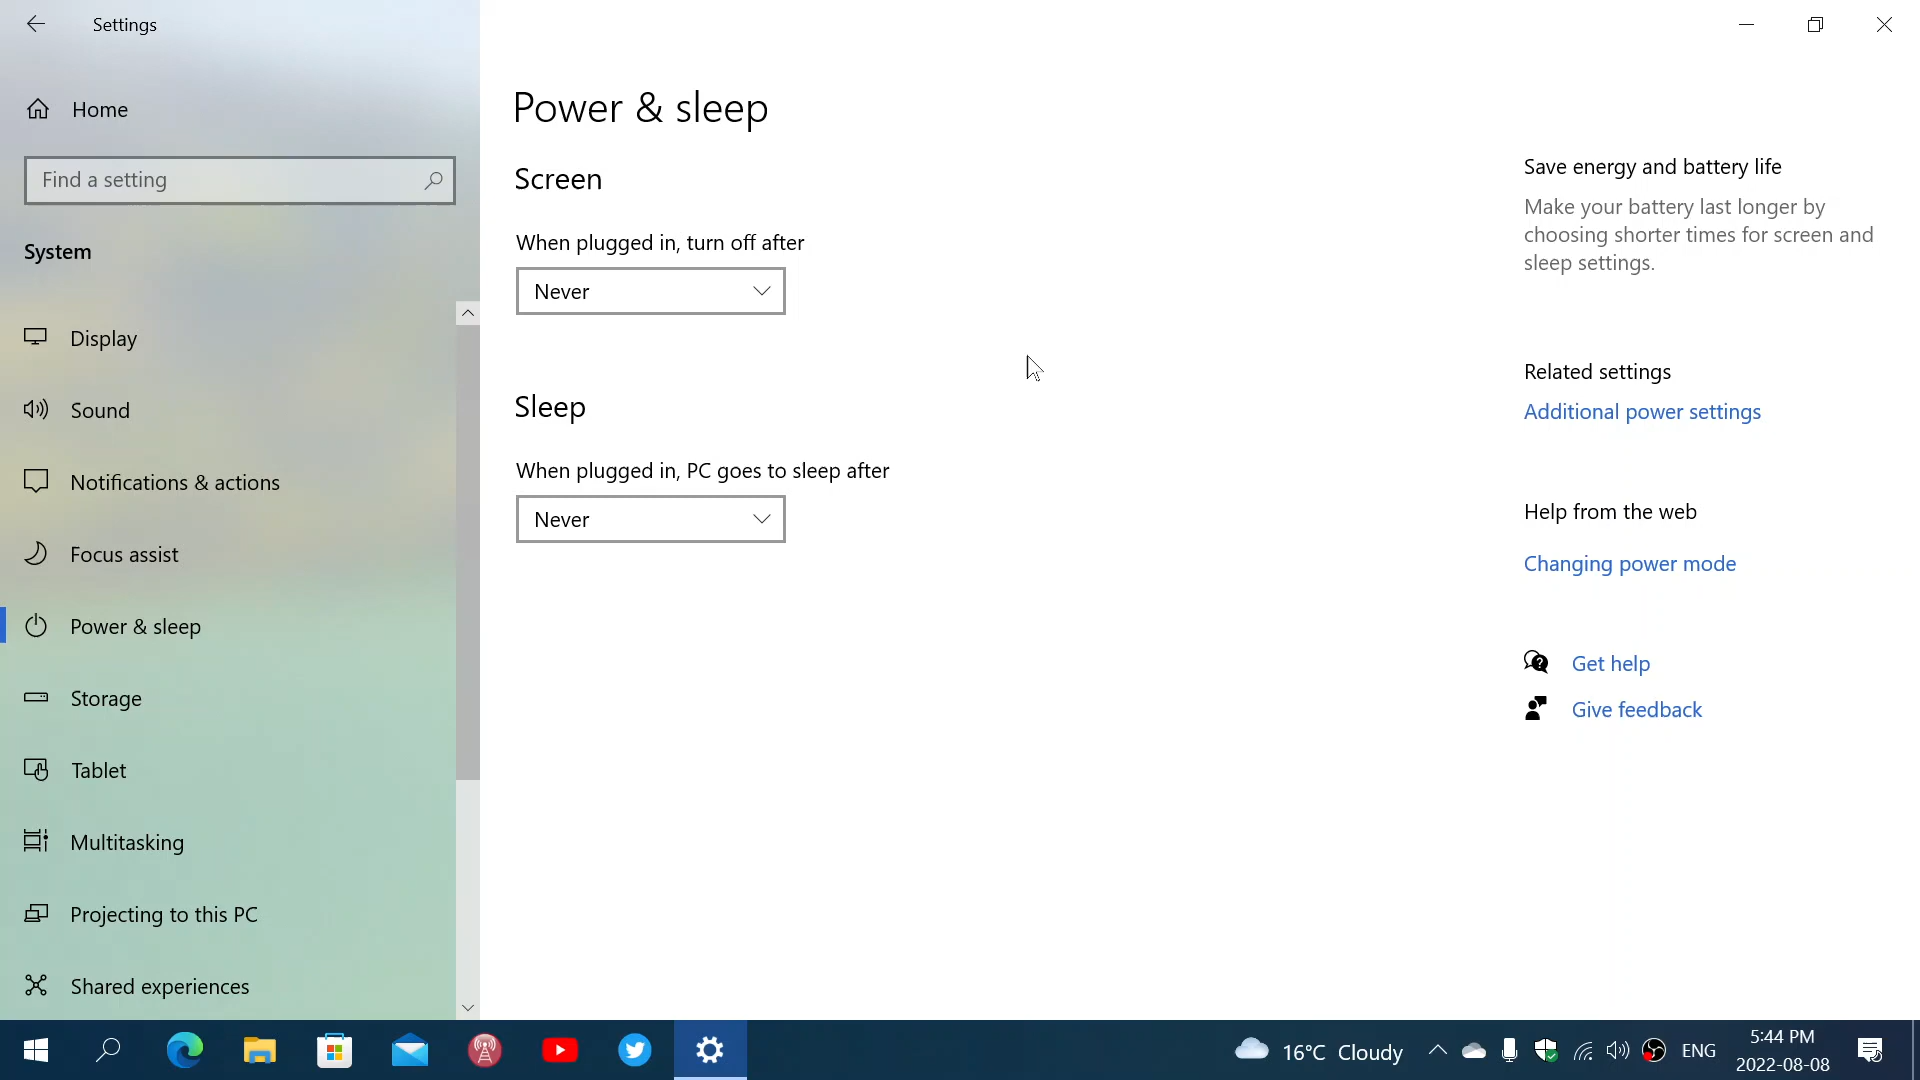 Settings
Home
Find a setting
System
Display
Sound
Notifications & actions
Focus assist
Power & sleep
Storage
Tablet
Multitasking
Projecting to this PC
Shared experiences
Power & sleep
Screen
When plugged in, turn off after
Never
Sleep
When plugged in, PC goes to sleep after
Never
Save energy and battery life
Make your battery last longer by
choosing shorter times for screen and
sleep settings.
Related settings
Additional power settings
Help from the web
Changing power mode
Get help
Give feedback
16°C Cloudy
ENG
5:44 PM
2022-08-08